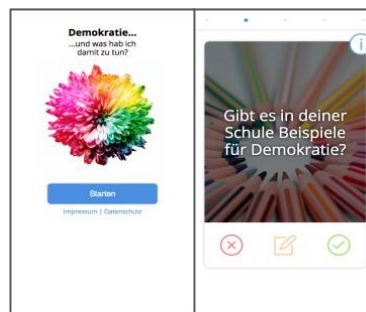 Demokratie...
...und was hab ich
damit zu tun?
Starten
Impressum | Datenschutz
i
Gibt es in deiner
Schule Beispiele
für Demokratie?